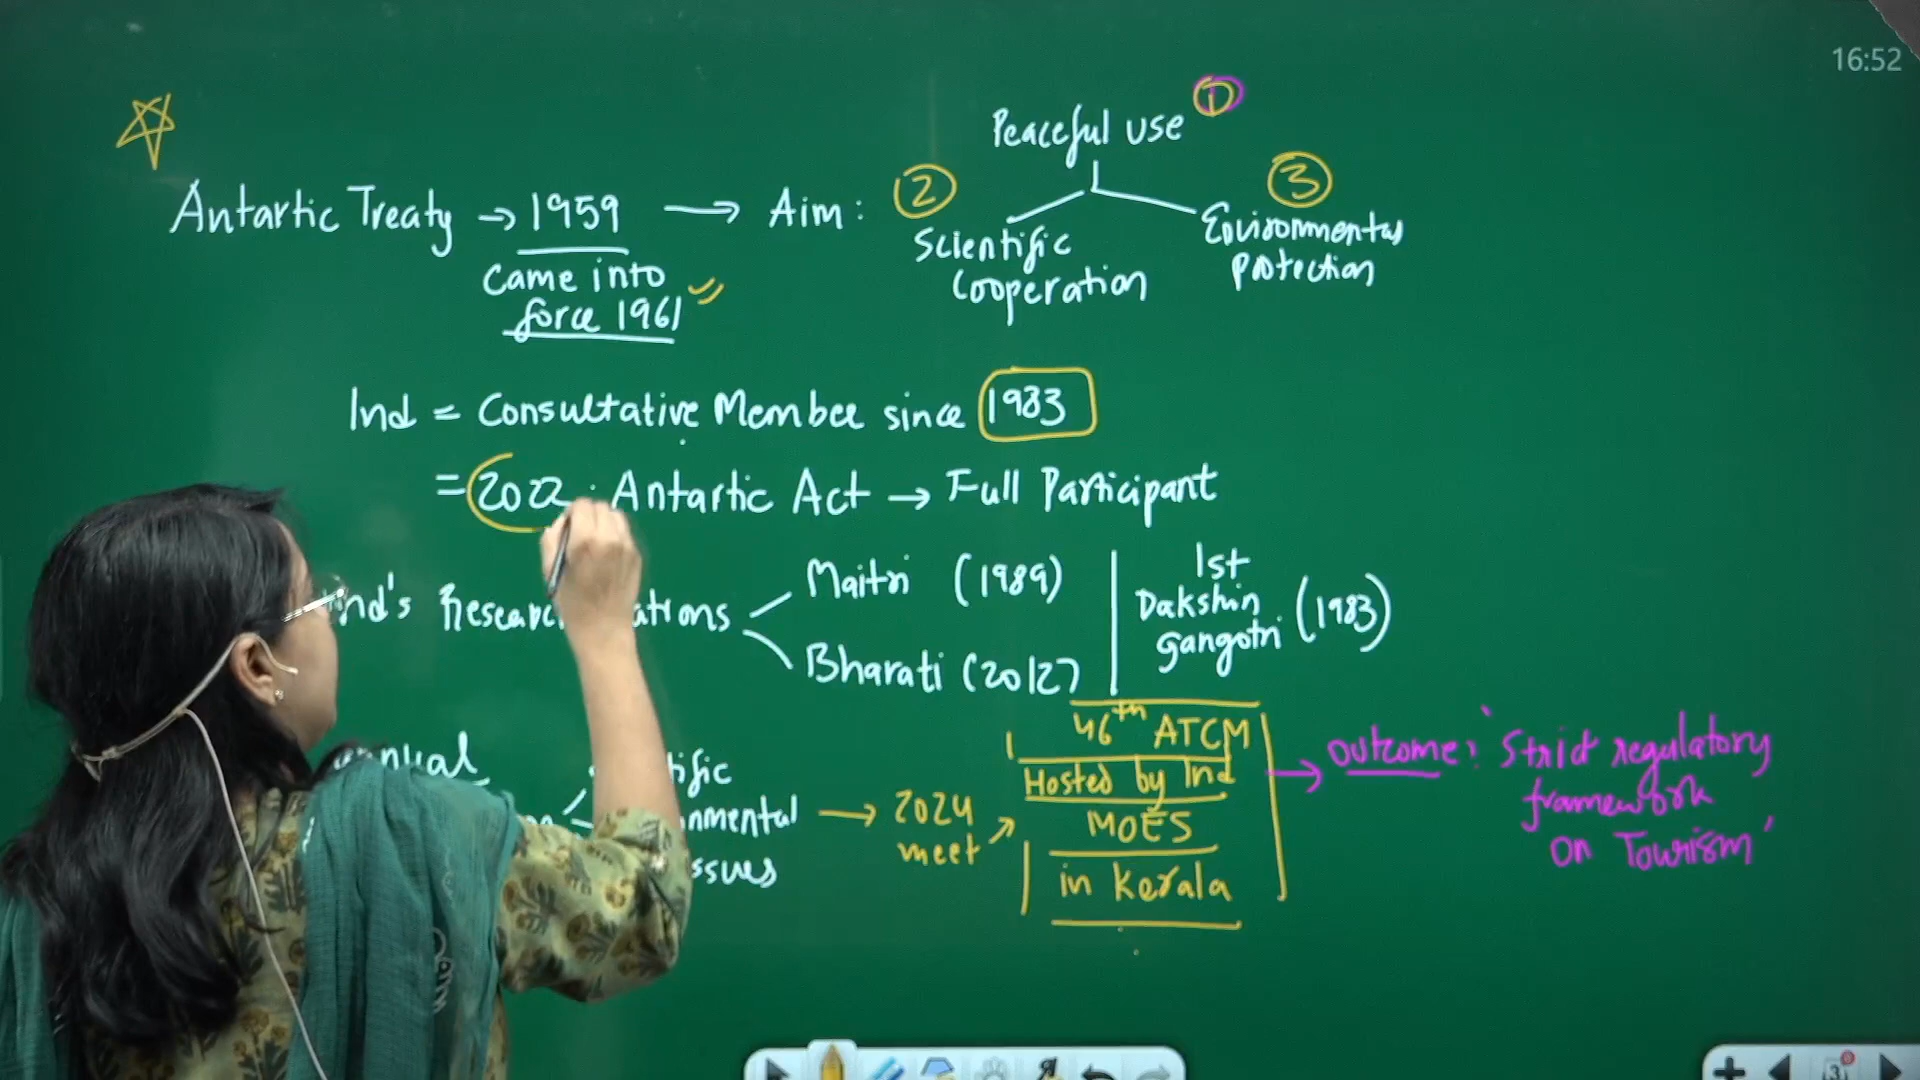 16:52
Peaceful use ①
Antartic Treaty → 1959 → Aim: ② ③
Scientific Cooperation
Environmental protection
Came into
force 1961
Ind = Consultative Member since 1983
= 2022: Antartic Act → Full Participant
Ind's Research
Maitri (1989)
Bharati (2012)
1st
Dakshin
Gangotri (1983)
46th ATCM
Hosted by Ind
MOES
in Kerala
→ 2024
meet
→ Outcome: 'Strict regulatory
framework
on Tourism'